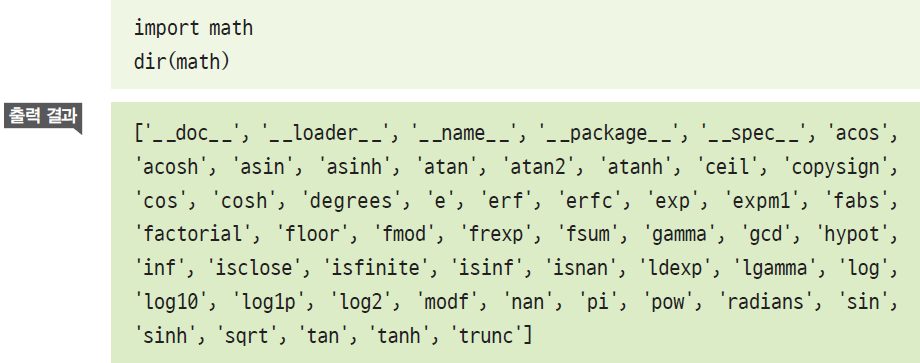 import math
dir(math)
출력 결과
['__doc__', '__loader__', '__name__', '__package__', '__spec__', 'acos',
'acosh', 'asin', 'asinh', 'atan', 'atan2', 'atanh', 'ceil', 'copysign',
'cos', 'cosh', 'degrees', 'e', 'erf', 'erfc', 'exp', 'expm1', 'fabs',
'factorial', 'floor', 'fmod', 'frexp', 'fsum', 'gamma', 'gcd', 'hypot',
'inf', 'isclose', 'isfinite', 'isinf', 'isnan', 'ldexp', 'lgamma', 'log',
'log10', 'log1p', 'log2', 'modf', 'nan', 'pi', 'pow', 'radians', 'sin',
'sinh', 'sqrt', 'tan', 'tanh', 'trunc']